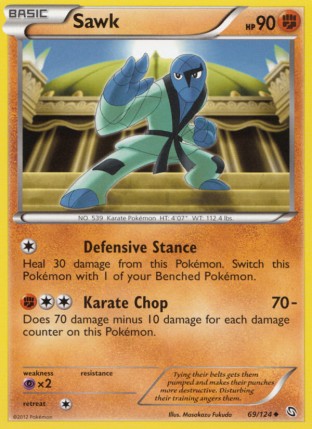 BASIC
Sawk
HP 90
NO. 539 Karate Pokémon HT: 4'07" WT: 112.4 lbs.
Defensive Stance
Heal 30 damage from this Pokémon. Switch this
Pokémon with 1 of your Benched Pokémon.
Karate Chop 70-
Does 70 damage minus 10 damage for each damage
counter on this Pokémon.
weakness resistance
×2
retreat
Tying their belts gets them
pumped and makes their punches
more destructive. Disturbing
their training angers them.
Illus. Masakazu Fukuda
69/124
©2012 Pokémon